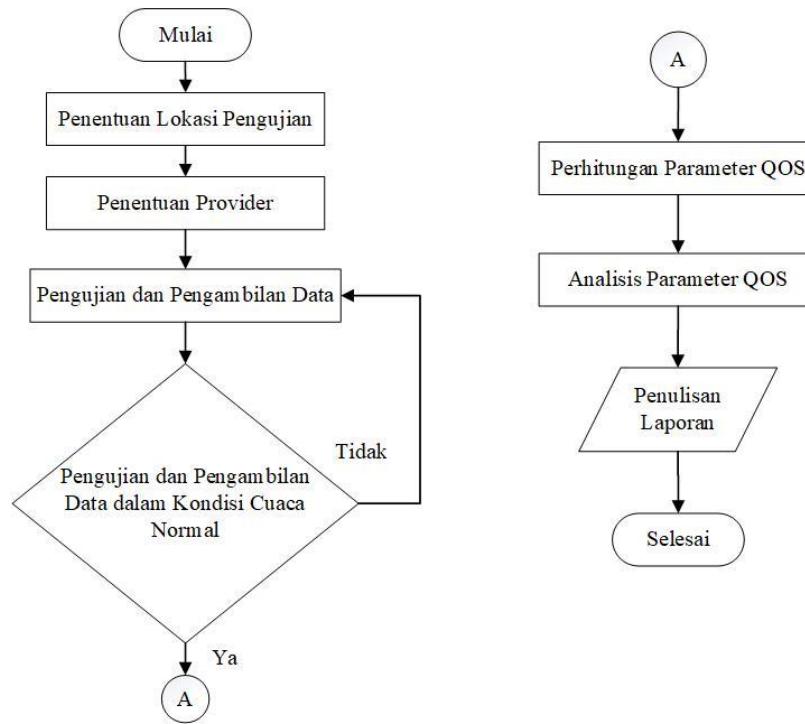 Mulai
Penentuan Lokasi Pengujian
Penentuan Provider
Pengujian dan Pengambilan Data
Pengujian dan Pengambilan
Data dalam Kondisi Cuaca
Normal
Tidak
Ya
A
A
Perhitungan Parameter QOS
Analisis Parameter QOS
Penulisan
Laporan
Selesai